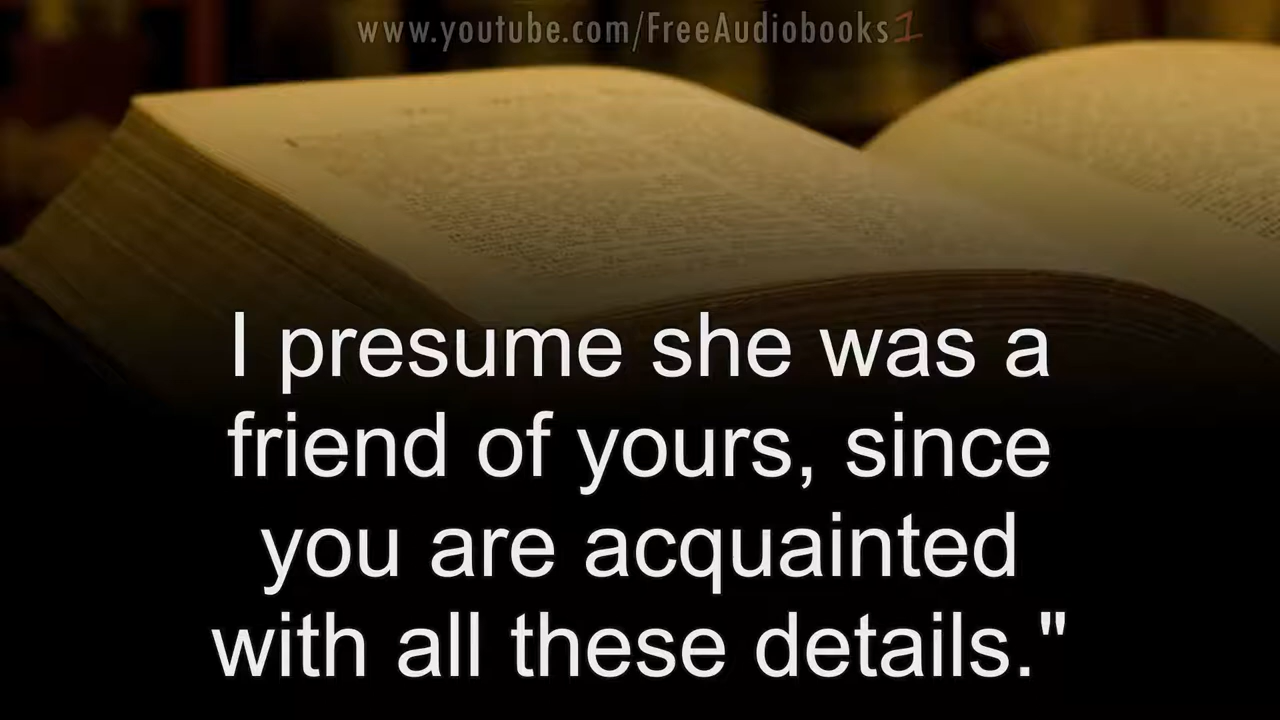 www.youtube.com/FreeAudiobooks1
I presume she was a
friend of yours, since
you are acquainted
with all these details."